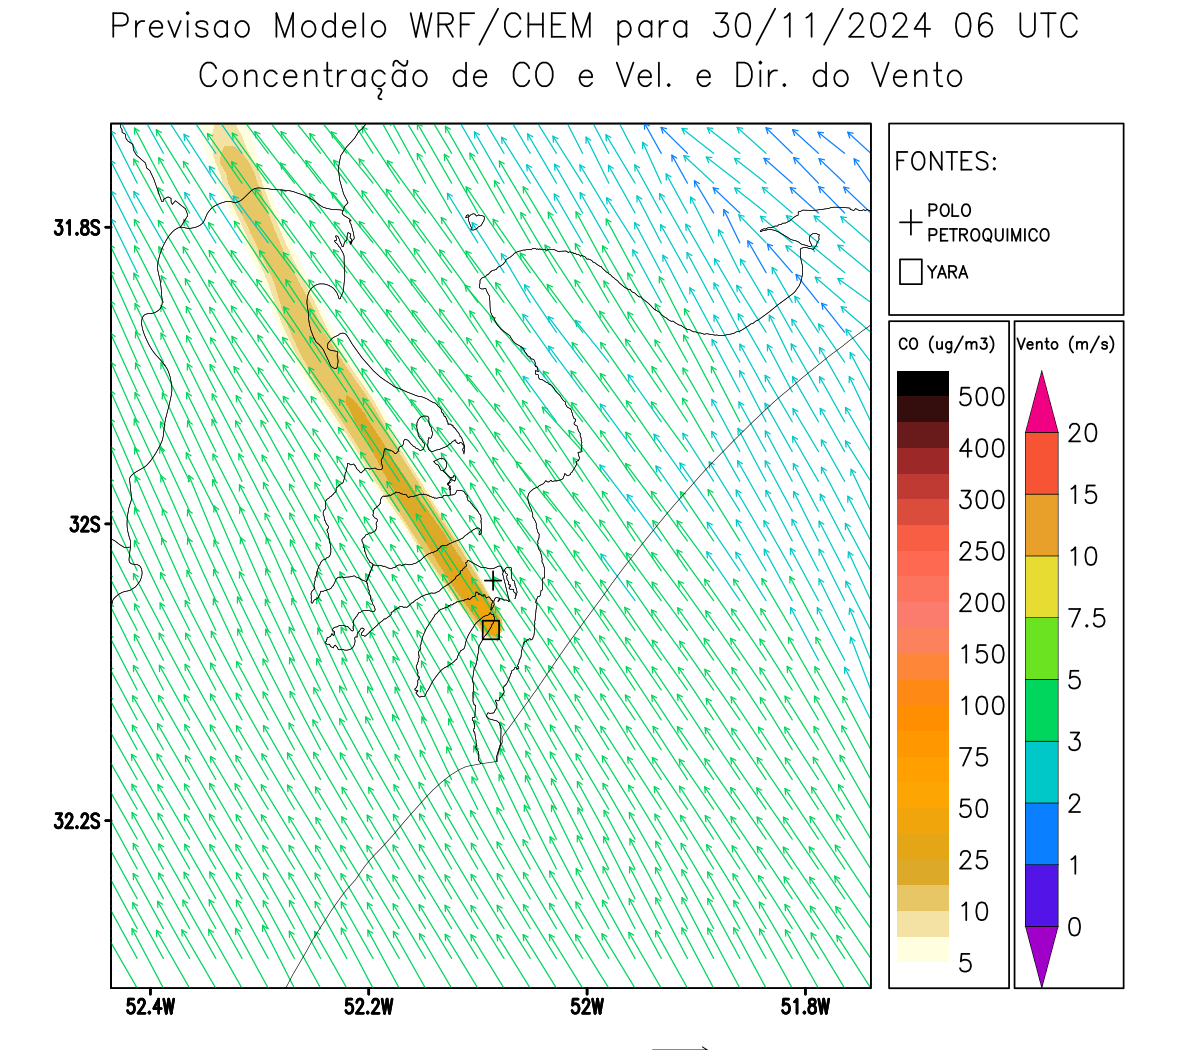 Previsao Modelo WRF/CHEM para 30/11/2024 06 UTC
Concentração de CO e Vel. e Dir. do Vento
FONTES:
POLO
PETROQUIMICO
YARA
CO (ug/m3)
500
400
300
250
200
150
100
75
50
25
10
5
Vento (m/s)
20
15
10
7.5
5
3
2
1
0
31.8S
32S
32.2S
52.4W
52.2W
52W
51.8W